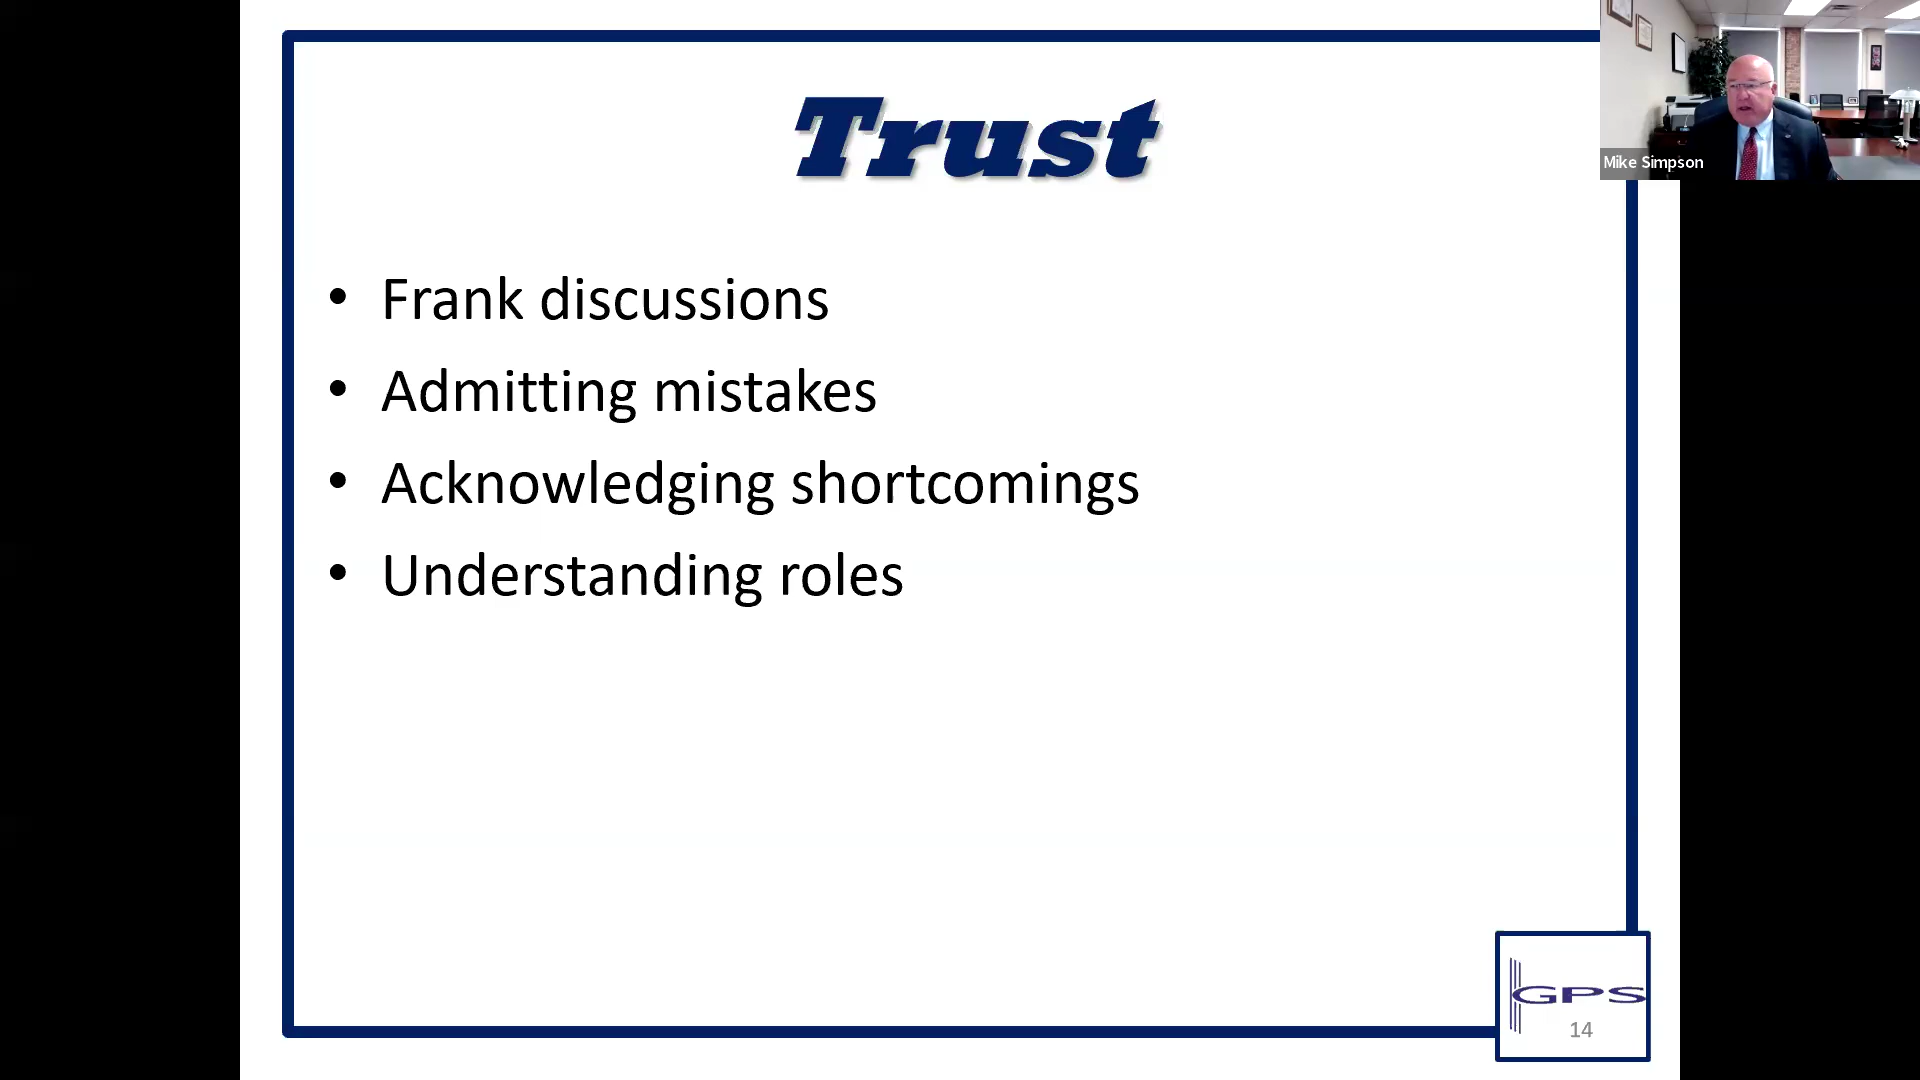 Trust
Mike Simpson
• Frank discussions
• Admitting mistakes
• Acknowledging shortcomings
• Understanding roles
GPS
14